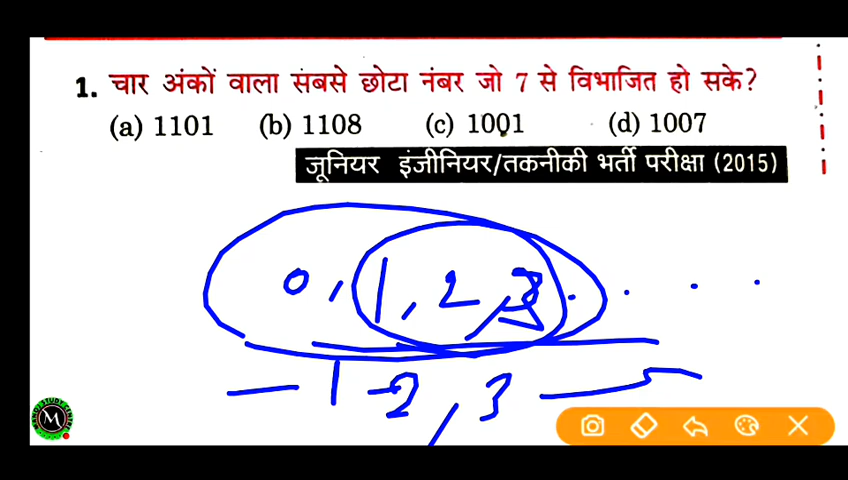 1. चार अंकों वाला संबसे छोटा नंबर जो 7 से विभाजित हो सके?
(a) 1101 (b) 1108 (c) 1001 (d) 1007
जूनियर इंजीनियर/तकनीकी भर्ती परीक्षा (2015)
0, 1, 2, 3 . . . .
— 1 - 2, 3 —
M